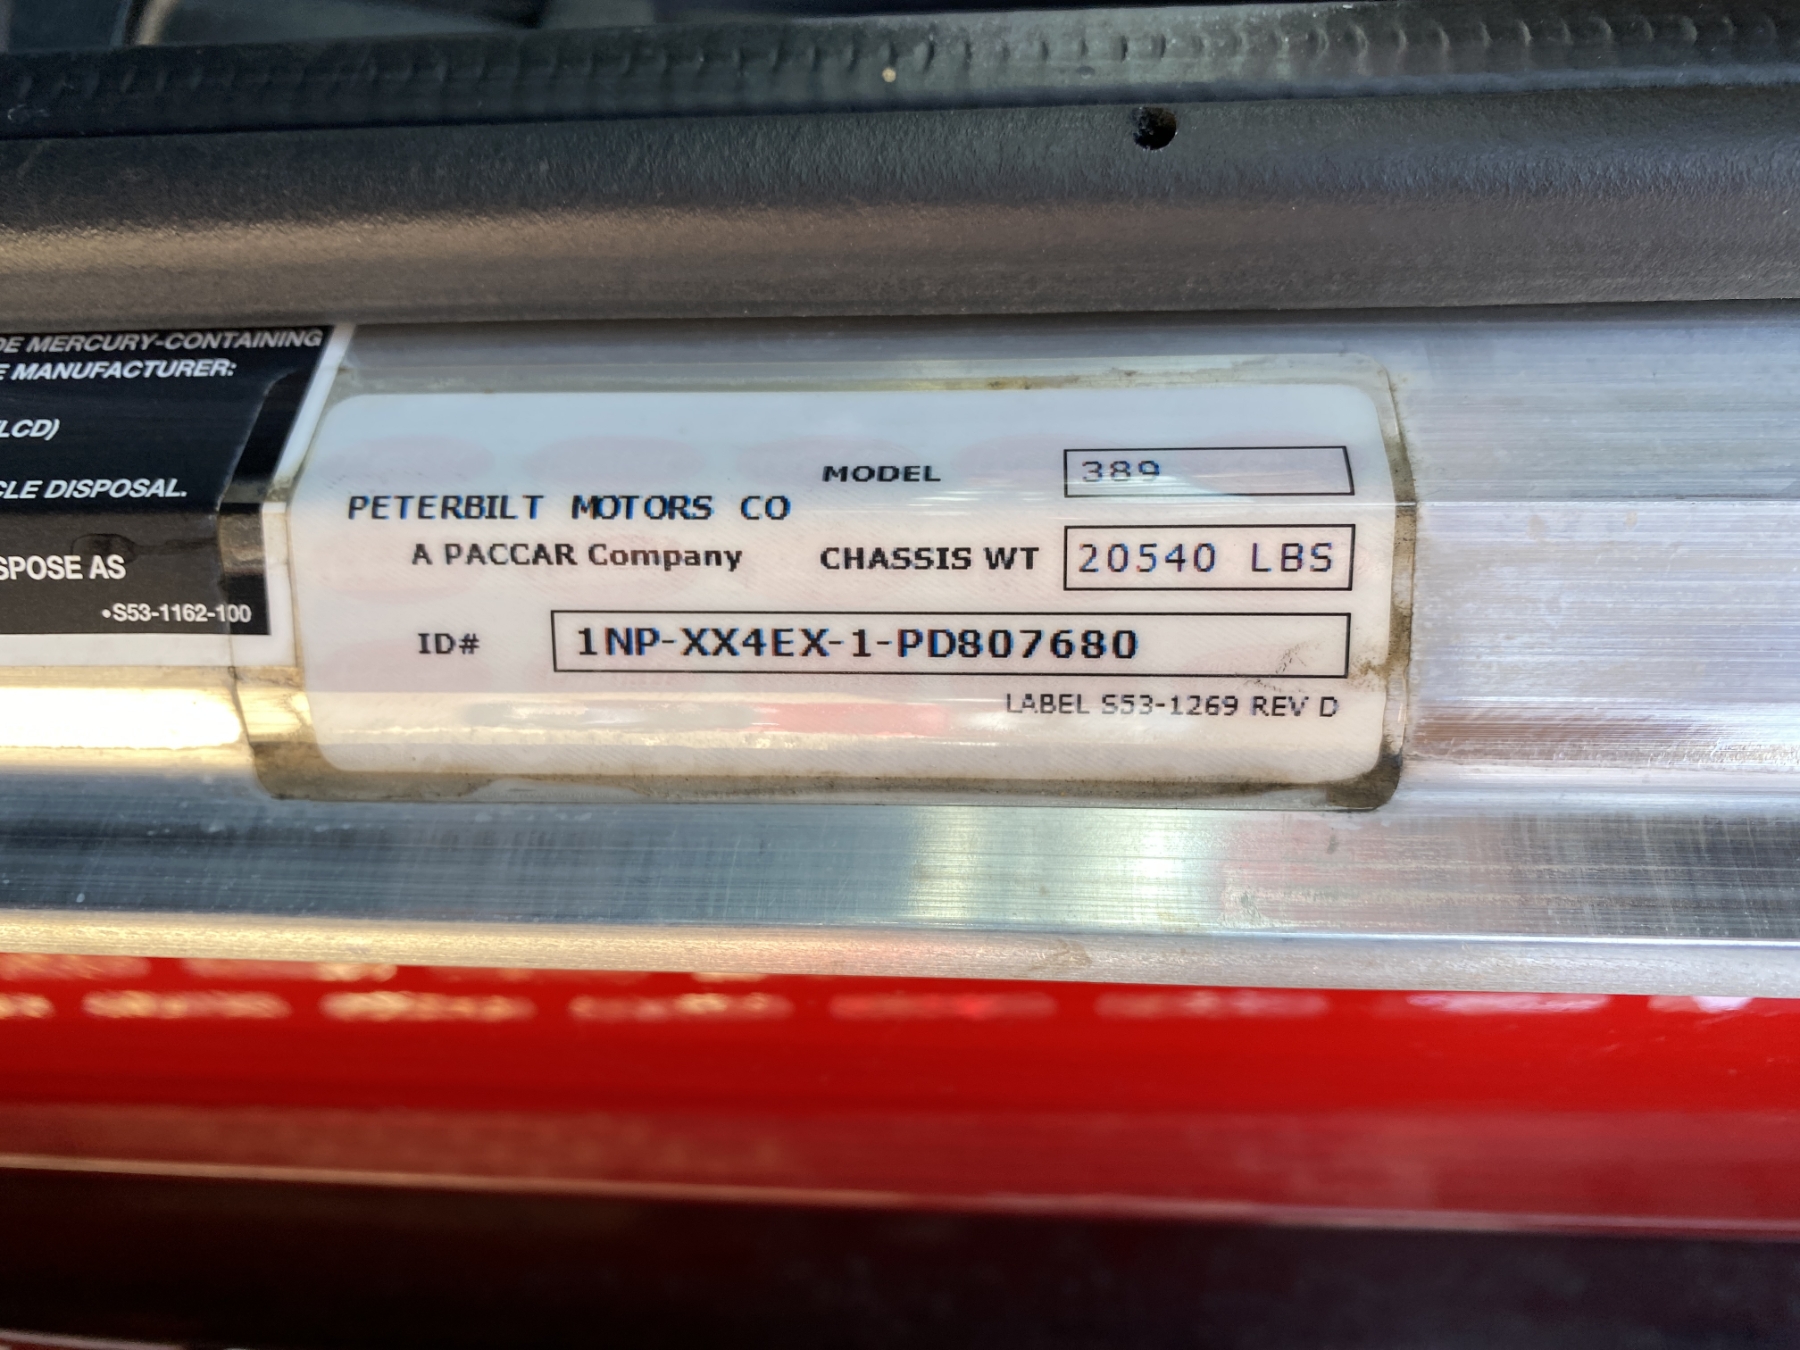 DE MERCURY-CONTAINING
E MANUFACTURER:
LCD)
CLE DISPOSAL.
SPOSE AS
•S53-1162-100
MODEL 389
PETERBILT MOTORS CO
A PACCAR Company
CHASSIS WT 20540 LBS
ID# 1NP-XX4EX-1-PD807680
LABEL S53-1269 REV D